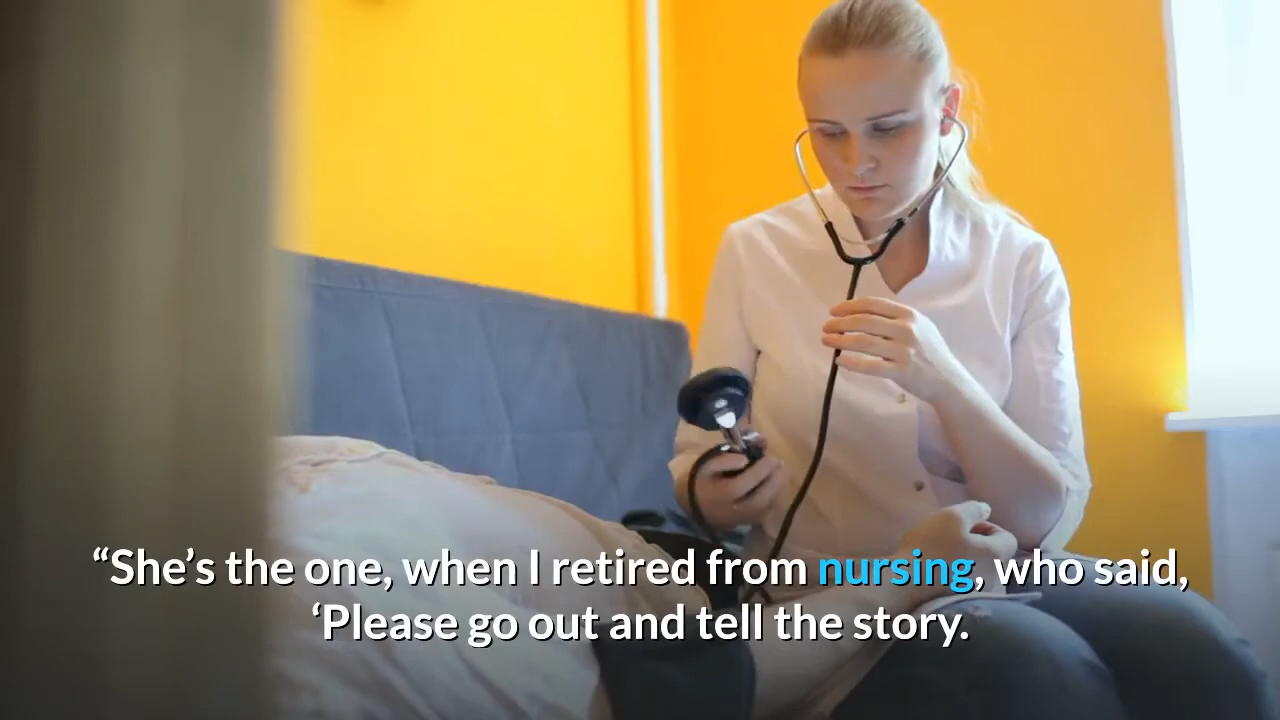 “She’s the one, when I retired from nursing, who said,
‘Please go out and tell the story.